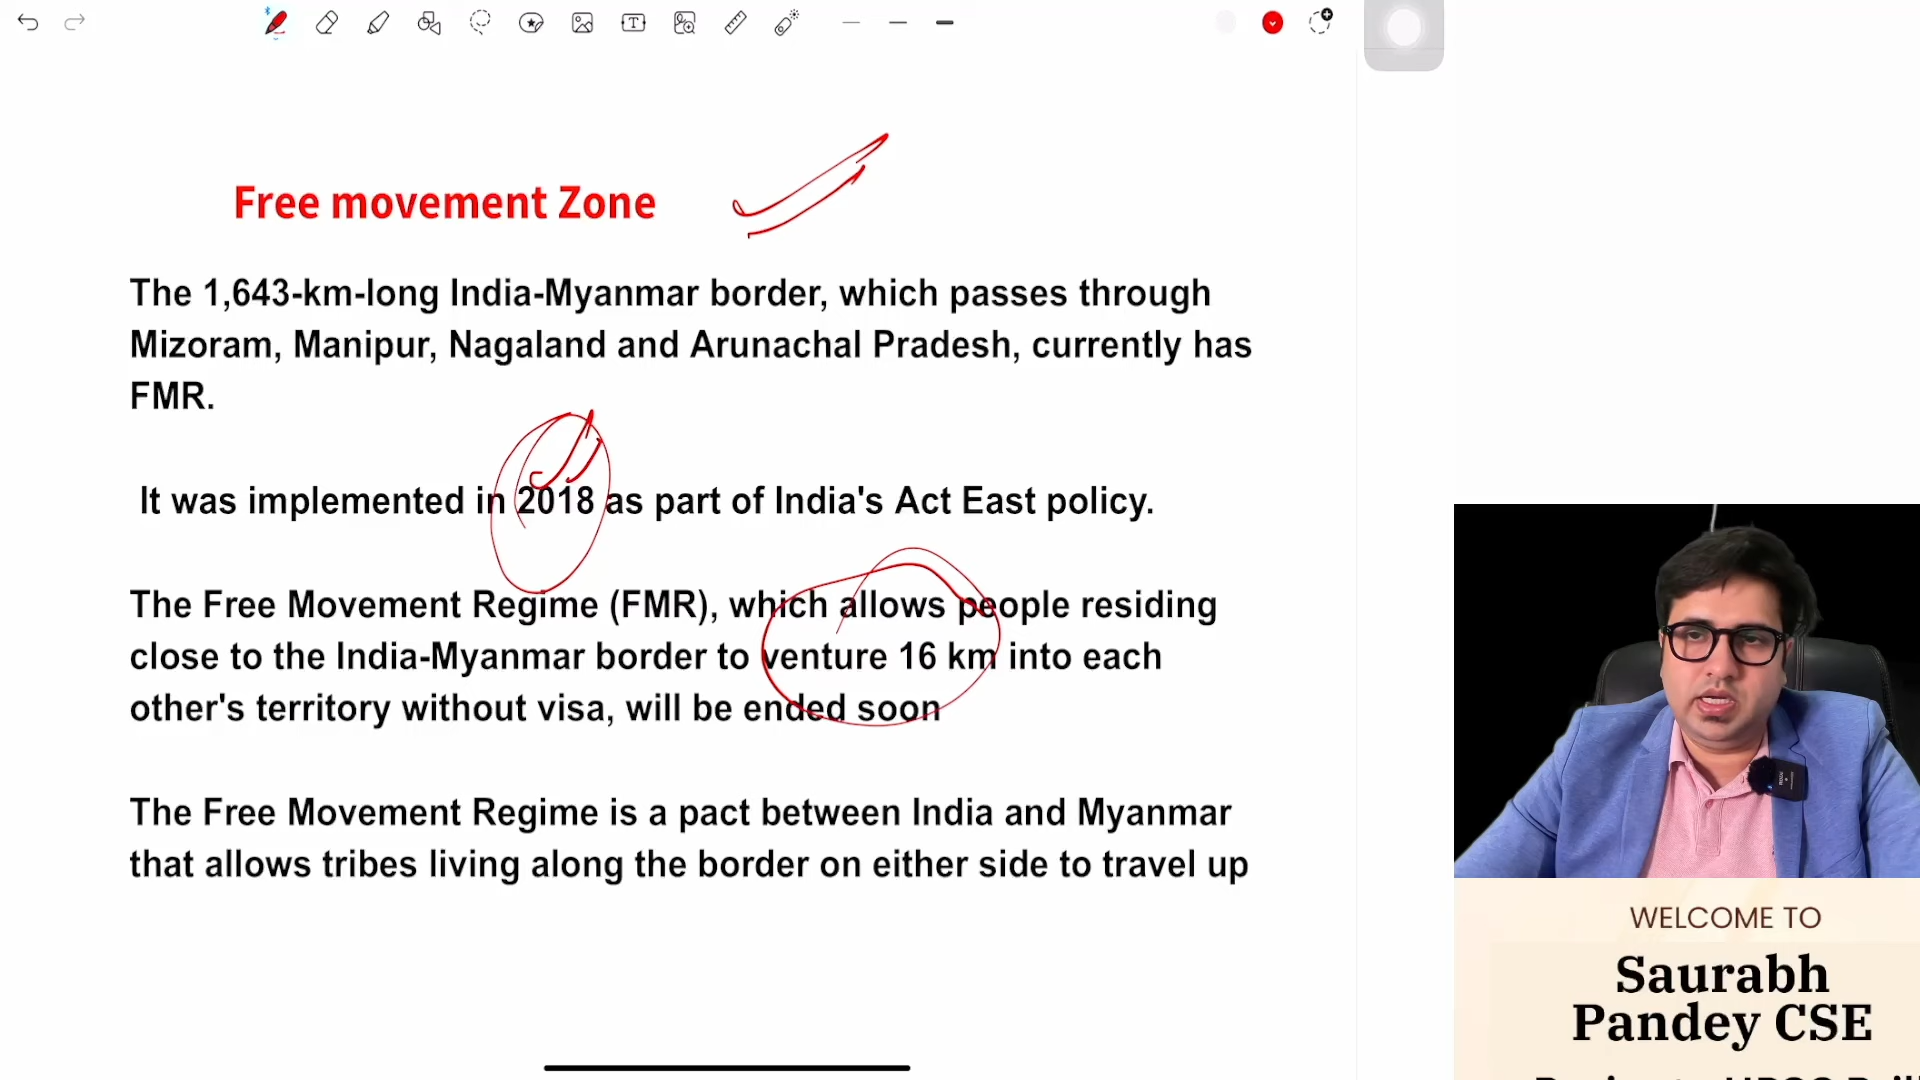 Free movement Zone
The 1,643-km-long India-Myanmar border, which passes through
Mizoram, Manipur, Nagaland and Arunachal Pradesh, currently has
FMR.
It was implemented in 2018 as part of India's Act East policy.
The Free Movement Regime (FMR), which allows people residing
close to the India-Myanmar border to venture 16 km into each
other's territory without visa, will be ended soon
The Free Movement Regime is a pact between India and Myanmar
that allows tribes living along the border on either side to travel up
WELCOME TO
Saurabh
Pandey CSE